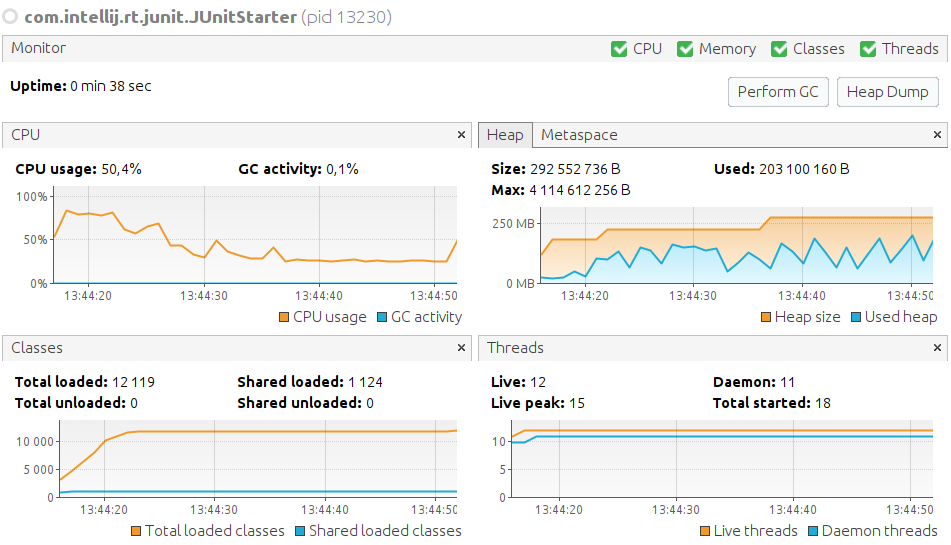 com.intellij.rt.junit.JUnitStarter (pid 13230)
Monitor
CPU Memory Classes Threads
Uptime: 0 min 38 sec
Perform GC Heap Dump
CPU ×
CPU usage: 50,4% GC activity: 0,1%
100%
50%
0%
13:44:20 13:44:30 13:44:40 13:44:50
CPU usage GC activity
Heap Metaspace ×
Size: 292 552 736 B Used: 203 100 160 B
Max: 4 114 612 256 B
250 MB
0 MB
13:44:20 13:44:30 13:44:40 13:44:50
Heap size Used heap
Classes ×
Total loaded: 12 119 Shared loaded: 1 124
Total unloaded: 0 Shared unloaded: 0
10 000
5 000
0
13:44:20 13:44:30 13:44:40 13:44:50
Total loaded classes Shared loaded classes
Threads ×
Live: 12 Daemon: 11
Live peak: 15 Total started: 18
10
5
0
13:44:20 13:44:30 13:44:40 13:44:50
Live threads Daemon threads